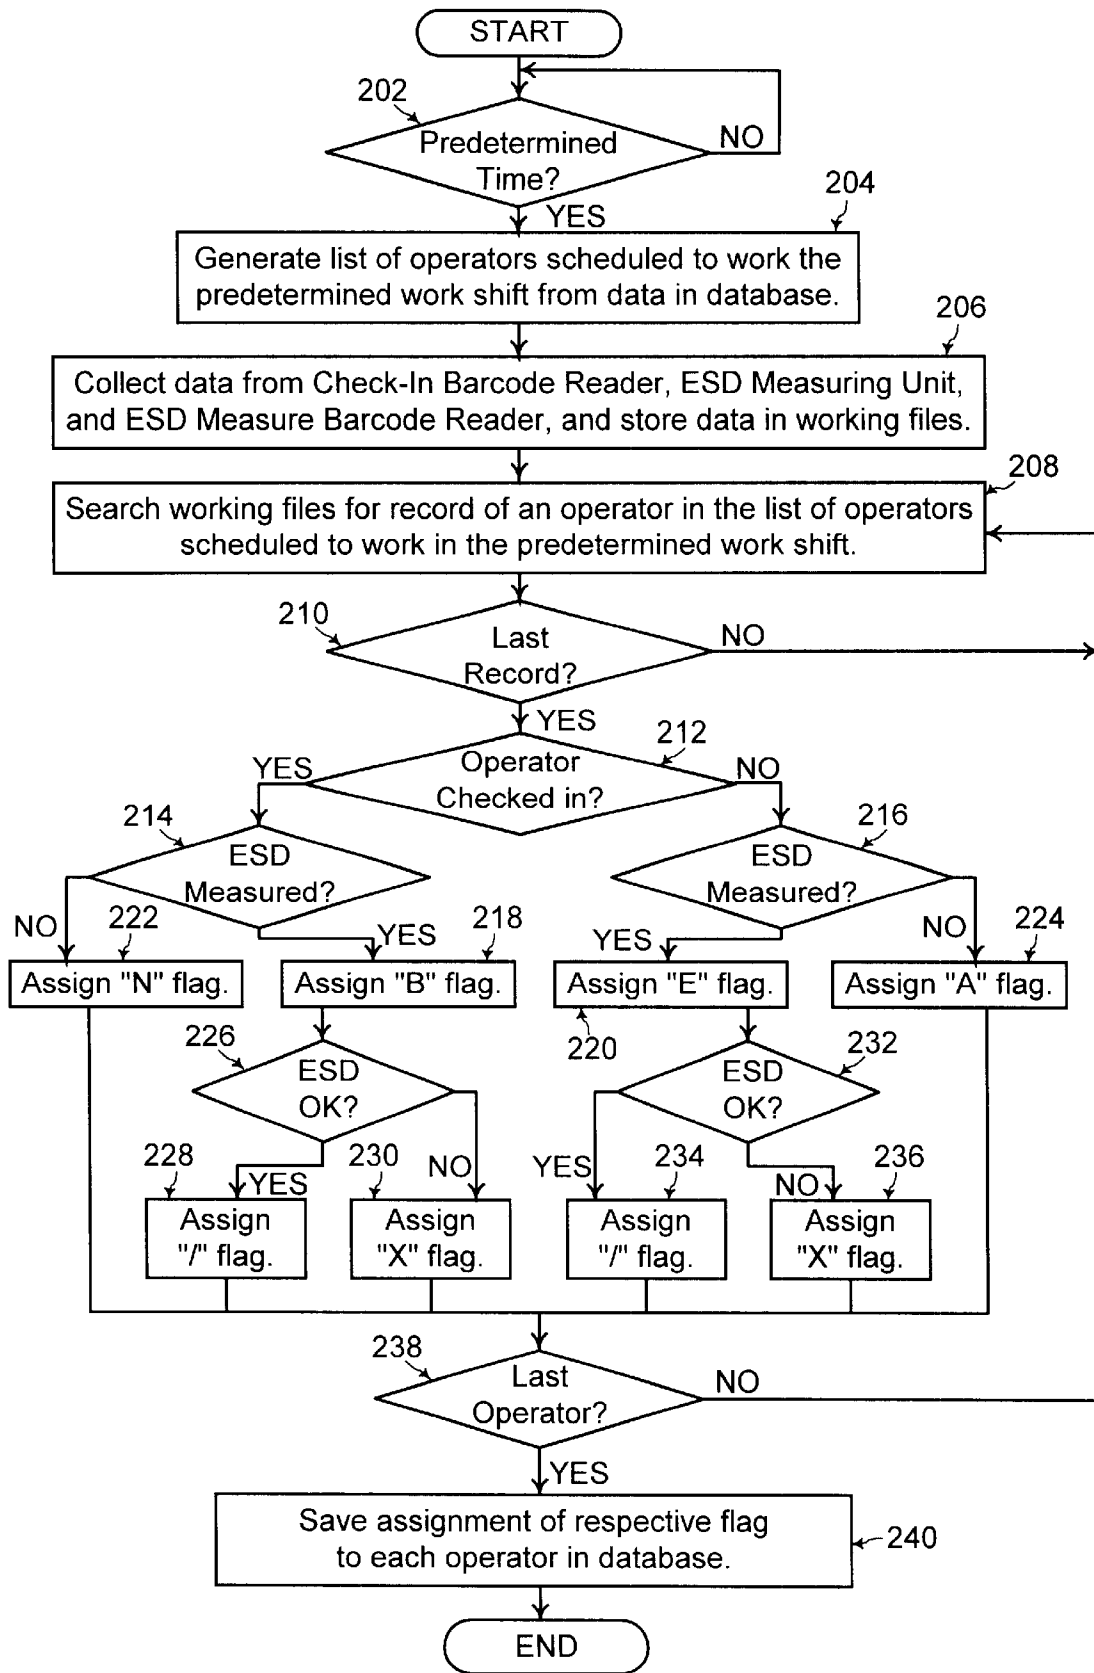 START
202
Predetermined
Time?
NO
YES
204
Generate list of operators scheduled to work the
predetermined work shift from data in database.
206
Collect data from Check-In Barcode Reader, ESD Measuring Unit,
and ESD Measure Barcode Reader, and store data in working files.
208
Search working files for record of an operator in the list of operators
scheduled to work in the predetermined work shift.
210
Last
Record?
NO
YES
212
Operator
Checked in?
YES
NO
214
ESD
Measured?
216
ESD
Measured?
NO
222
YES
218
YES
NO
224
Assign "N" flag.
Assign "B" flag.
Assign "E" flag.
Assign "A" flag.
220
226
ESD
OK?
232
ESD
OK?
228
YES
230
NO
YES
234
NO
236
Assign
"/" flag.
Assign
"X" flag.
Assign
"/" flag.
Assign
"X" flag.
238
Last
Operator?
NO
YES
Save assignment of respective flag
to each operator in database.
240
END